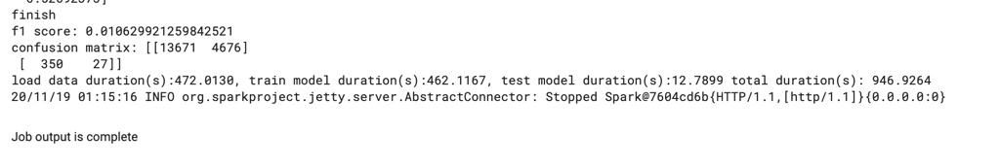 finish
f1 score: 0.010629921259842521
confusion matrix: [[13671  4676]
 [  350    27]]
load data duration(s):472.0130, train model duration(s):462.1167, test model duration(s):12.7899 total duration(s): 946.9264
20/11/19 01:15:16 INFO org.sparkproject.jetty.server.AbstractConnector: Stopped Spark@7604cd6b{HTTP/1.1,[http/1.1]}{0.0.0.0:0}
Job output is complete